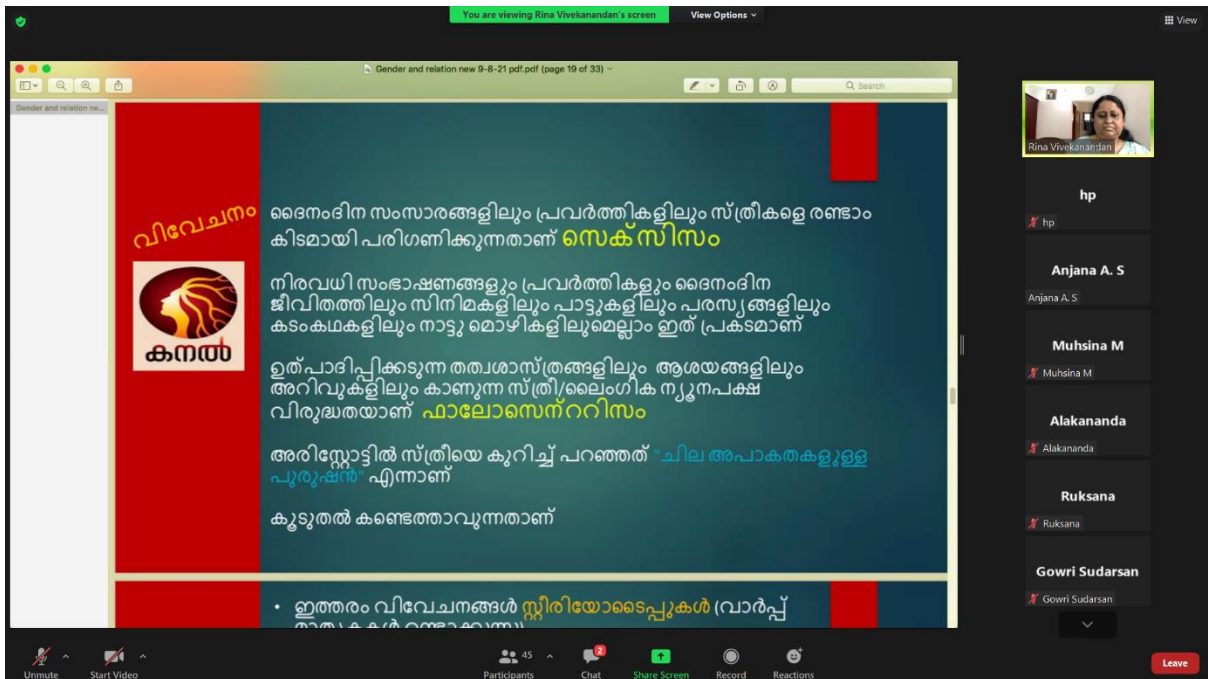 You are viewing Rina Vivekanandan's screen
View Options
View
Gender and relation new 9-8-21 pdf.pdf (page 19 of 33)
Search
Gender and relation ne...
വിവേചനം
കനൽ
ദൈനംദിന സംസാരങ്ങളിലും പ്രവർത്തികളിലും സ്ത്രീകളെ രണ്ടാം
കിടമായി പരിഗണിക്കുന്നതാണ് സെക്സിസം
നിരവധി സംഭാഷണങ്ങളും പ്രവർത്തികളും ദൈനംദിന
ജീവിതത്തിലും സിനിമകളിലും പാട്ടുകളിലും പരസ്യങ്ങളിലും
കടംകഥകളിലും നാട്ടു മൊഴികളിലുമെല്ലാം ഇത് പ്രകടമാണ്
ഉത്പാദിപ്പിക്കടുന്ന തത്വശാസ്ത്രങ്ങളിലും ആശയങ്ങളിലും
അറിവുകളിലും കാണുന്ന സ്ത്രീ/ലൈംഗിക ന്യൂനപക്ഷ
വിരുദ്ധതയാണ് ഫാലോസെന്ററിസം
അരിസ്റ്റോട്ടിൽ സ്ത്രീയെ കുറിച്ച് പറഞ്ഞത് "ചില അപാകതകളുള്ള
പുരുഷൻ" എന്നാണ്
കൂടുതൽ കണ്ടെത്താവുന്നതാണ്
• ഇത്തരം വിവേചനങ്ങൾ സ്റ്റീരിയോടൈപ്പുകൾ (വാർപ്പ്
Rina Vivekanandan
hp
hp
Anjana A. S
Anjana A. S
Muhsina M
Muhsina M
Alakananda
Alakananda
Ruksana
Ruksana
Gowri Sudarsan
Gowri Sudarsan
Unmute
Start Video
45
Participants
2
Chat
Share Screen
Record
Reactions
Leave